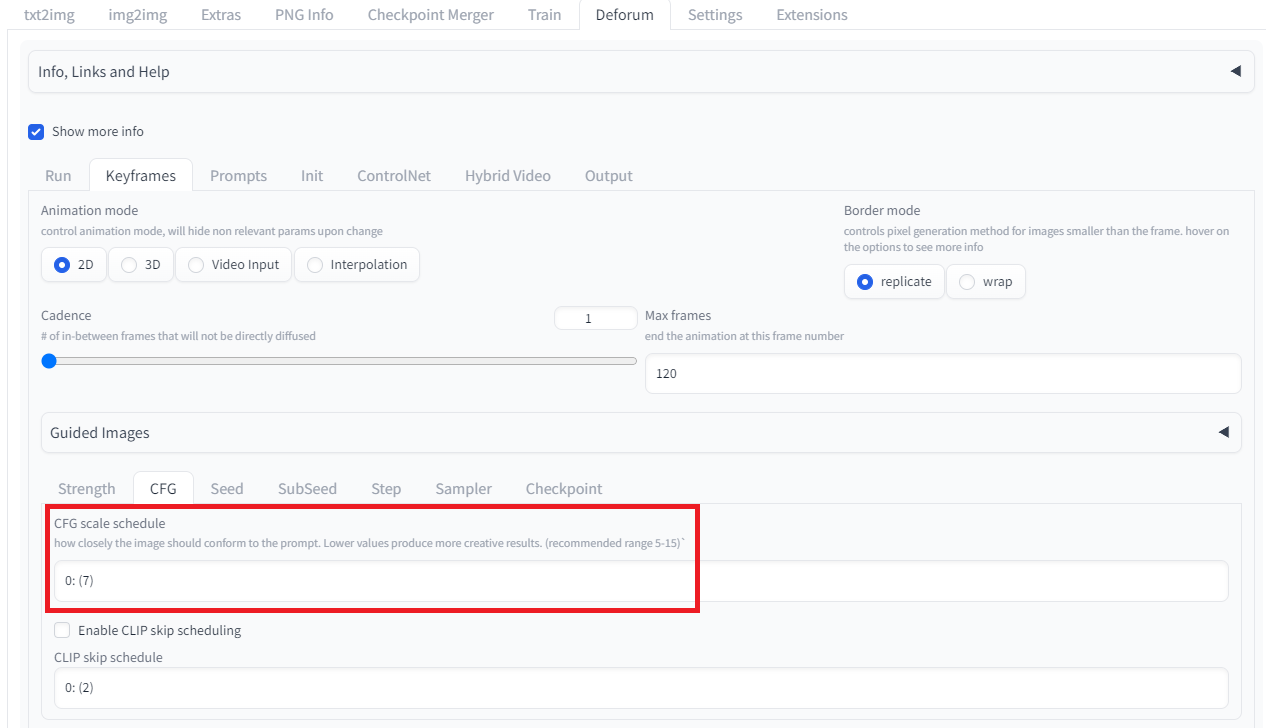 txt2img img2img Extras PNG Info Checkpoint Merger Train Deforum Settings Extensions
Info, Links and Help
Show more info
Run Keyframes Prompts Init ControlNet Hybrid Video Output
Animation mode
control animation mode, will hide non relevant params upon change
2D 3D Video Input Interpolation
Border mode
controls pixel generation method for images smaller than the frame. hover on
the options to see more info
replicate wrap
Cadence
# of in-between frames that will not be directly diffused
1
Max frames
end the animation at this frame number
120
Guided Images
Strength CFG Seed SubSeed Step Sampler Checkpoint
CFG scale schedule
how closely the image should conform to the prompt. Lower values produce more creative results. (recommended range 5-15)`
0: (7)
Enable CLIP skip scheduling
CLIP skip schedule
0: (2)